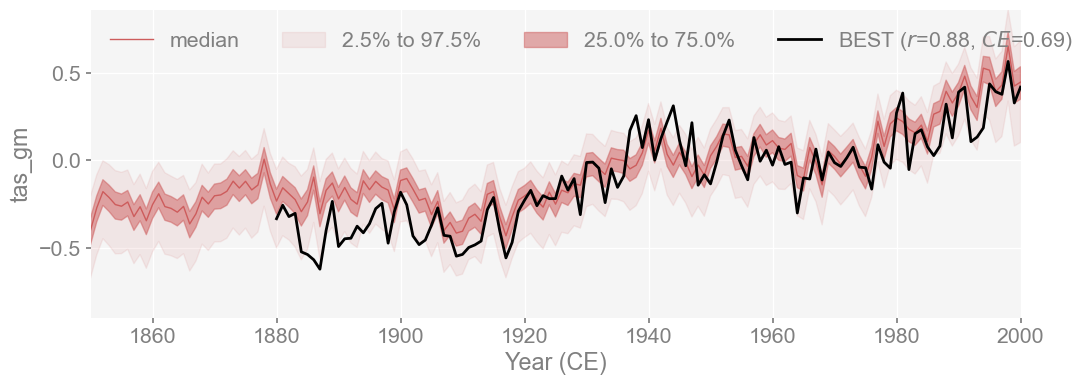 median 2.5% to 97.5% 25.0% to 75.0% BEST (r=0.88, CE=0.69)
0.5
0.0
−0.5
tas_gm
1860 1880 1900 1920 1940 1960 1980 2000
Year (CE)